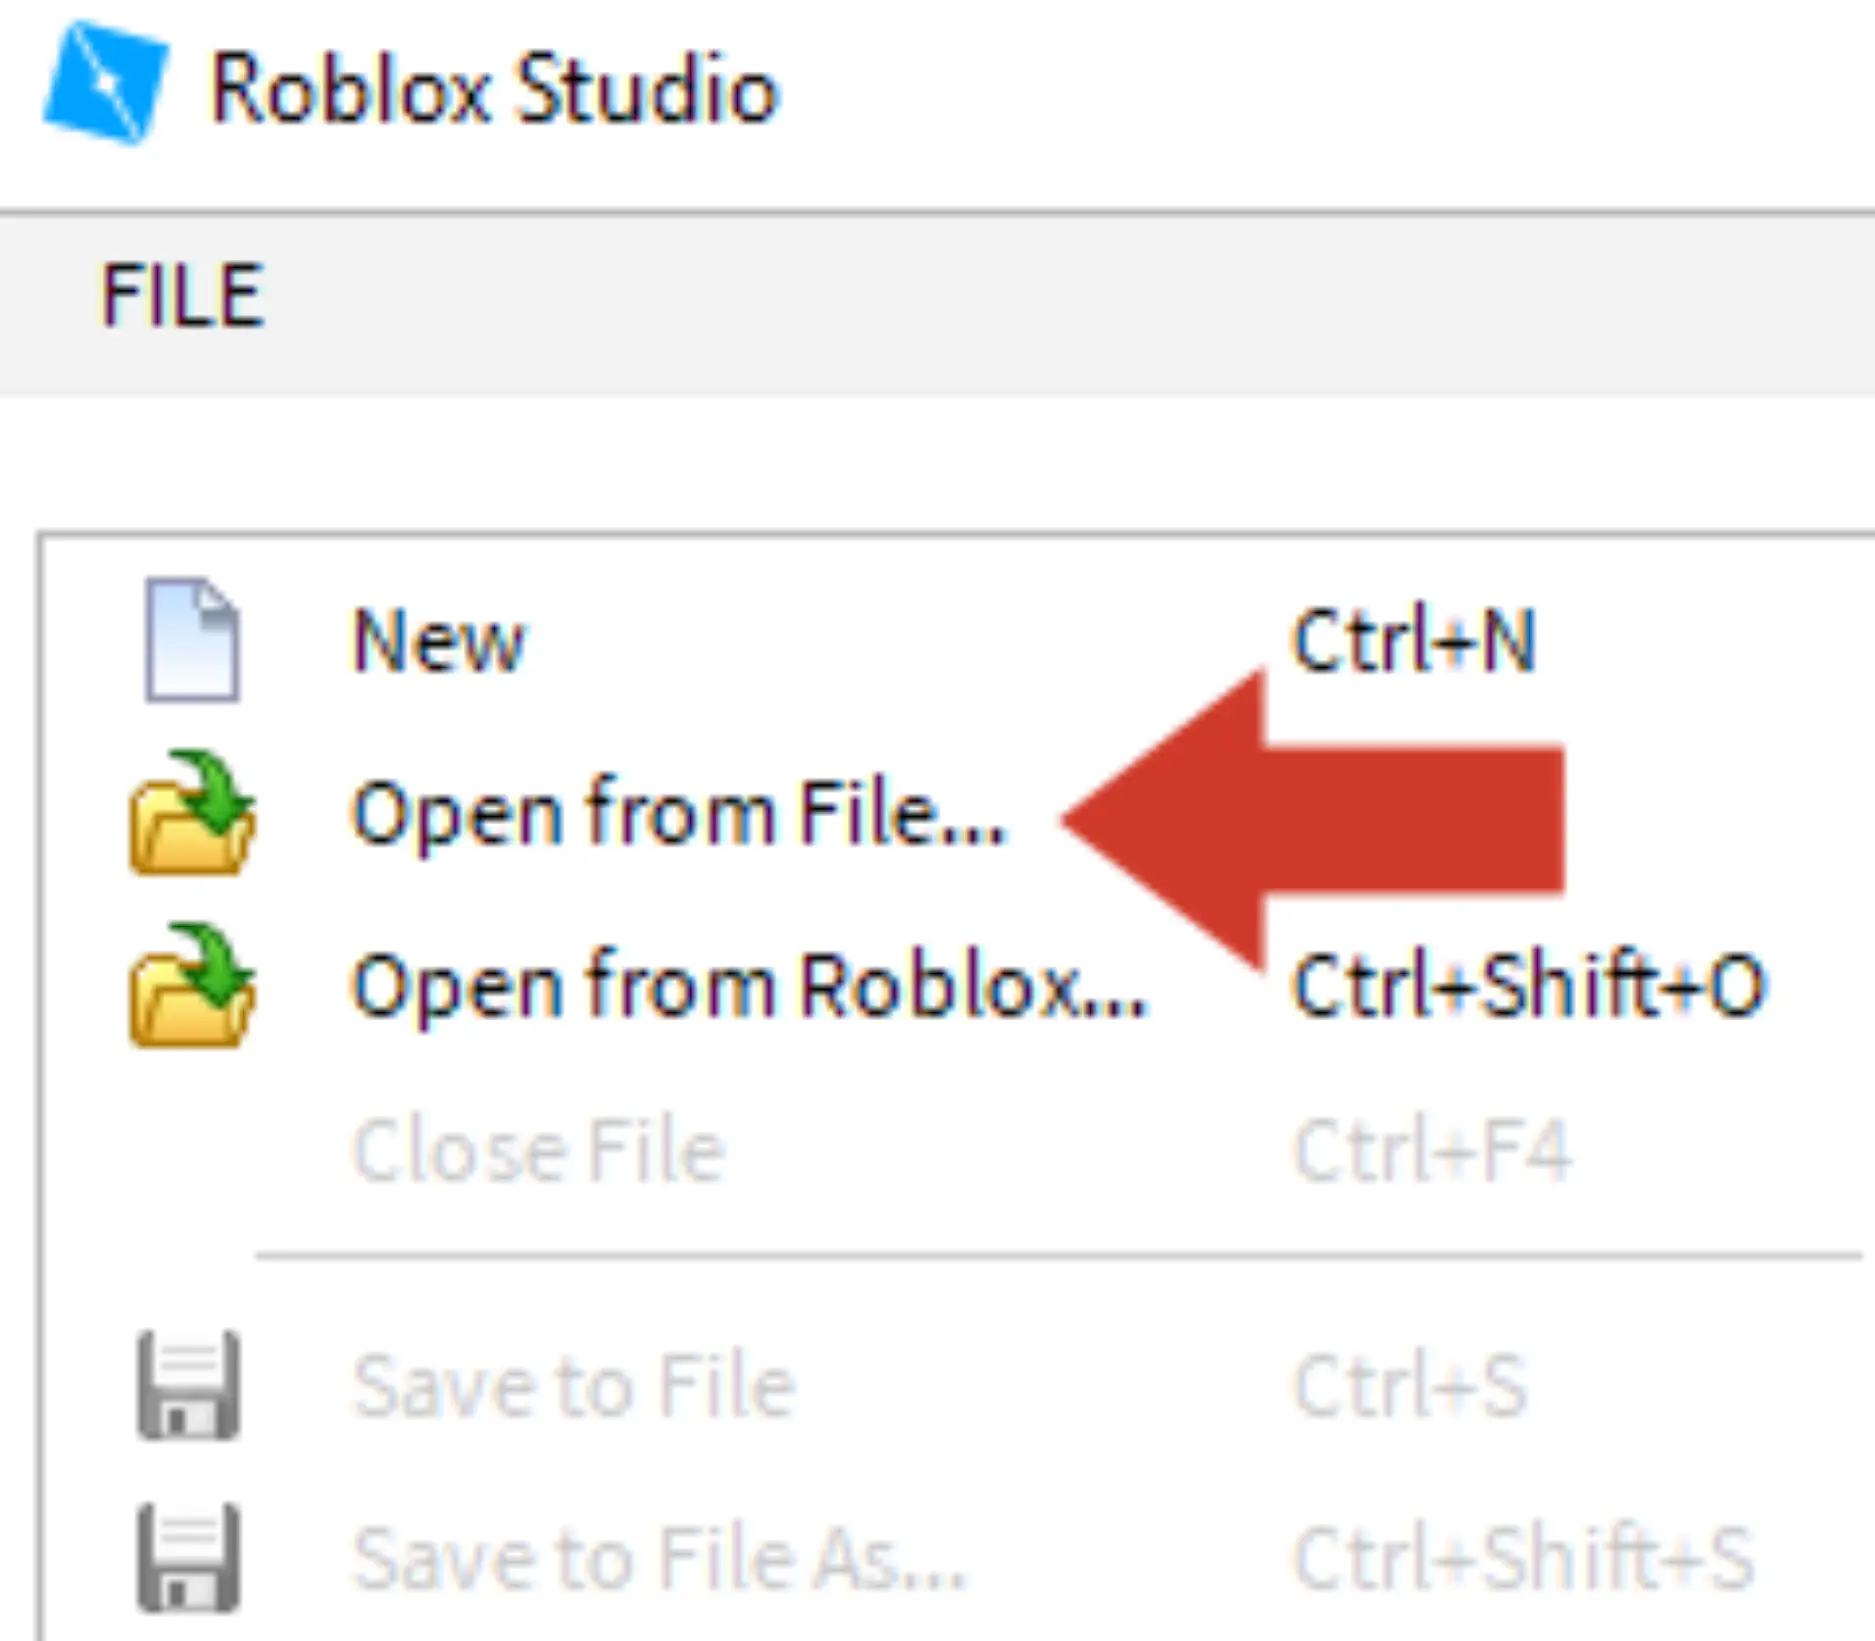 Roblox Studio
FILE
New Ctrl+N
Open from File...
Open from Roblox... Ctrl+Shift+O
Close File Ctrl+F4
Save to File Ctrl+S
Save to File As... Ctrl+Shift+S